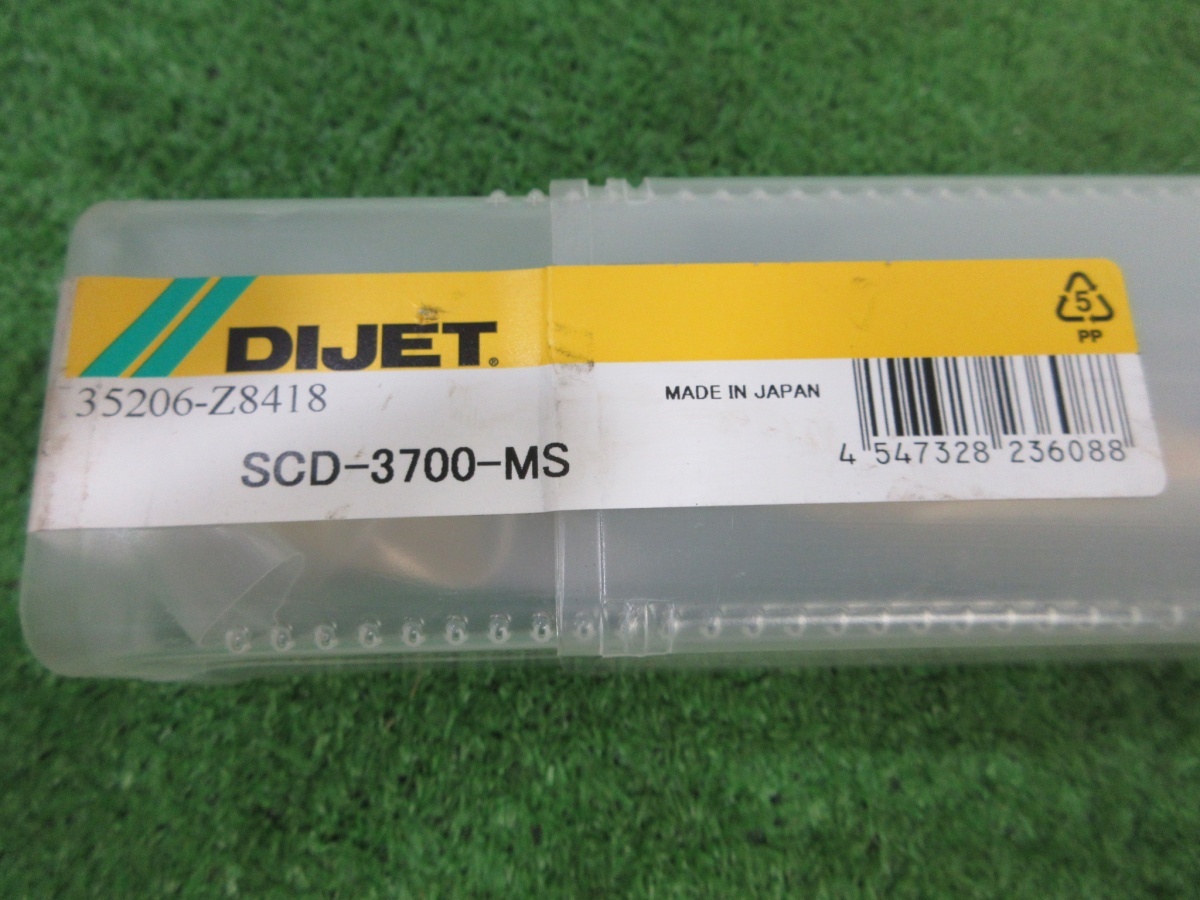 DIJET®
5
PP
35206-Z8418
MADE IN JAPAN
SCD-3700-MS
4 547328 236088